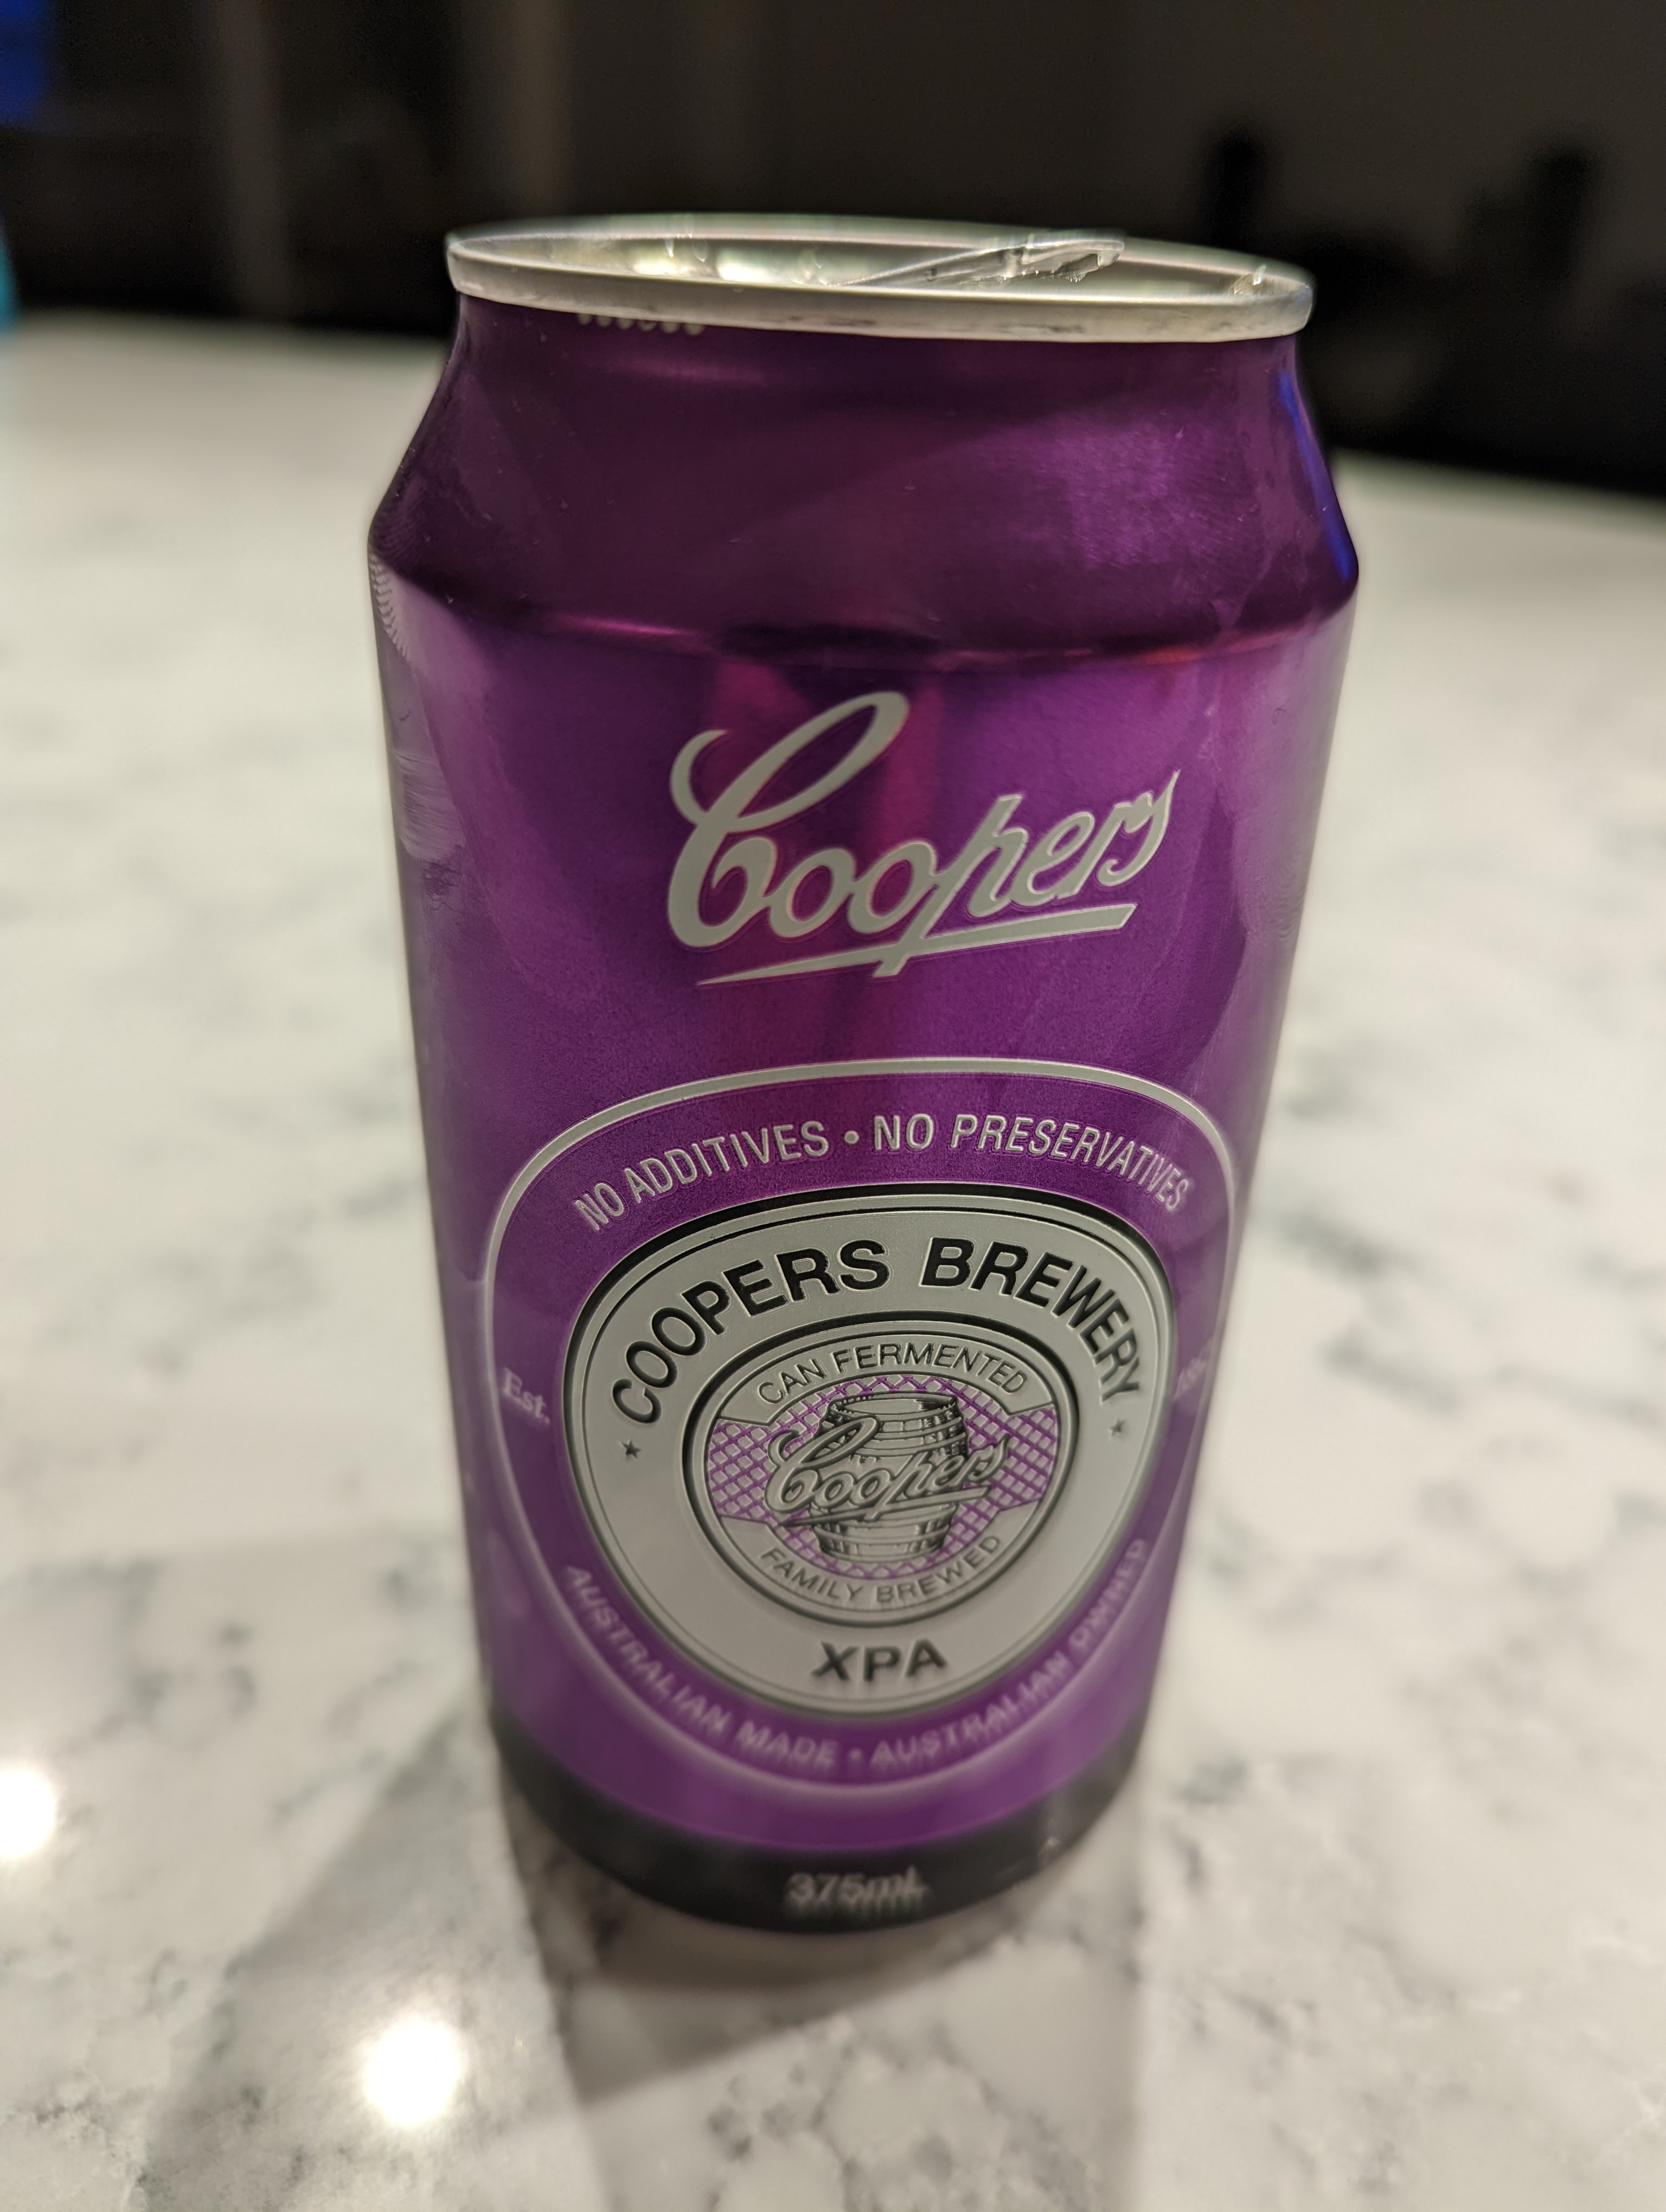 Coopers
NO ADDITIVES • NO PRESERVATIVES
COOPERS BREWERY
CAN FERMENTED
Est.
Coopers
FAMILY BREWED
XPA
AUSTRALIAN MADE • AUSTRALIAN OWNED
375mL